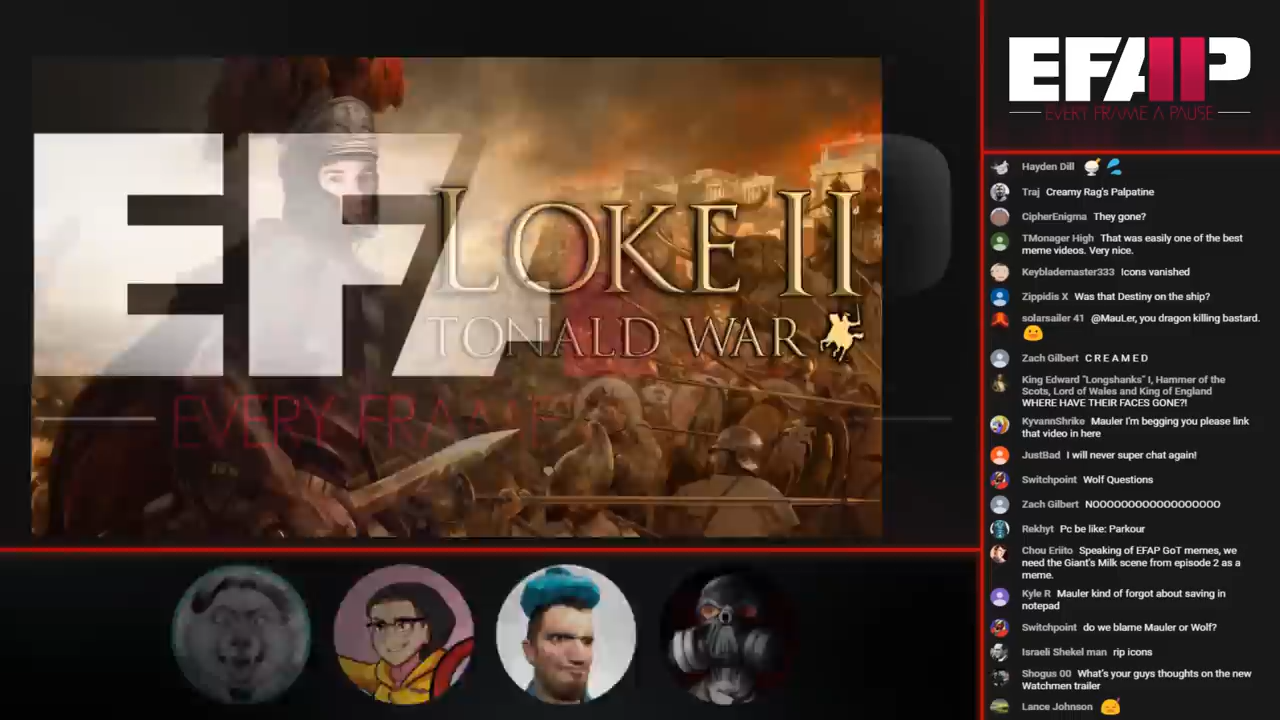 EFAP
EVERY FRAME A PAUSE
EFA
LOKE II
TONALD WAR
EVERY FRAME
Hayden Dill
Traj Creamy Rag's Palpatine
CipherEnigma They gone?
TMonager High That was easily one of the best
meme videos. Very nice.
Keyblademaster333 Icons vanished
Zippidis X Was that Destiny on the ship?
solarsailer 41 @MauLer, you dragon killing bastard.
Zach Gilbert C R E A M E D
King Edward "Longshanks" I, Hammer of the
Scots, Lord of Wales and King of England
WHERE HAVE THEIR FACES GONE?!
KyvannShrike Mauler I'm begging you please link
that video in here
JustBad I will never super chat again!
Switchpoint Wolf Questions
Zach Gilbert NOOOOOOOOOOOOOOOOOO
Rekhyt Pc be like: Parkour
Chou Eriito Speaking of EFAP GoT memes, we
need the Giant's Milk scene from episode 2 as a
meme.
Kyle R Mauler kind of forgot about saving in
notepad
Switchpoint do we blame Mauler or Wolf?
Israeli Shekel man rip icons
Shogus 00 What's your guys thoughts on the new
Watchmen trailer
Lance Johnson